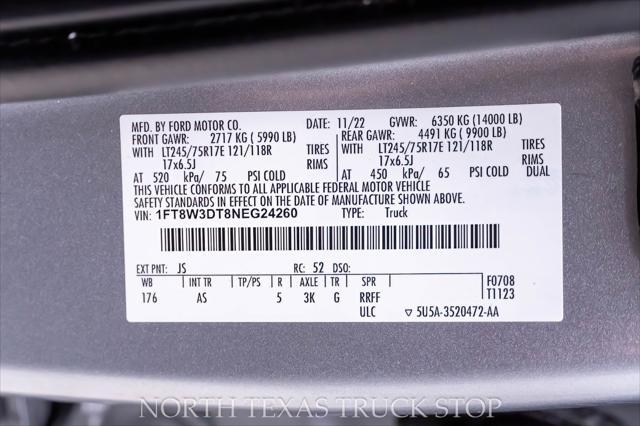 MFD. BY FORD MOTOR CO. DATE: 11/22 GVWR: 6350 KG (14000 LB)
FRONT GAWR: 2717 KG (5990 LB) REAR GAWR: 4491 KG (9900 LB)
WITH LT245/75R17E 121/118R TIRES WITH LT245/75R17E 121/118R TIRES
17x6.5J RIMS 17x6.5J RIMS
AT 520 kPa/ 75 PSI COLD AT 450 kPa/ 65 PSI COLD DUAL
THIS VEHICLE CONFORMS TO ALL APPLICABLE FEDERAL MOTOR VEHICLE
SAFETY STANDARDS IN EFFECT ON THE DATE OF MANUFACTURE SHOWN ABOVE.
VIN: 1FT8W3DT8NEG24260 TYPE: Truck
EXT PNT: JS RC: 52 DSO:
WB INT TR TP/PS R AXLE TR SPR F0708
176 AS 5 3K G RRFF T1123
ULC ▽ 5U5A-3520472-AA
NORTH TEXAS TRUCK STOP